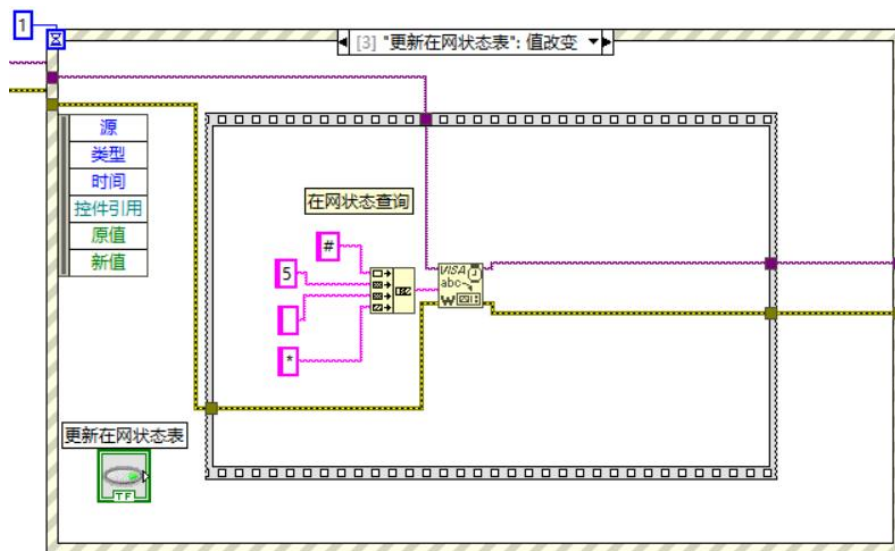 1
[3] "更新在网状态表": 值改变
源
类型
时间
控件引用
原值
新值
在网状态查询
#
5
*
VISA
abc
W
更新在网状态表
TF